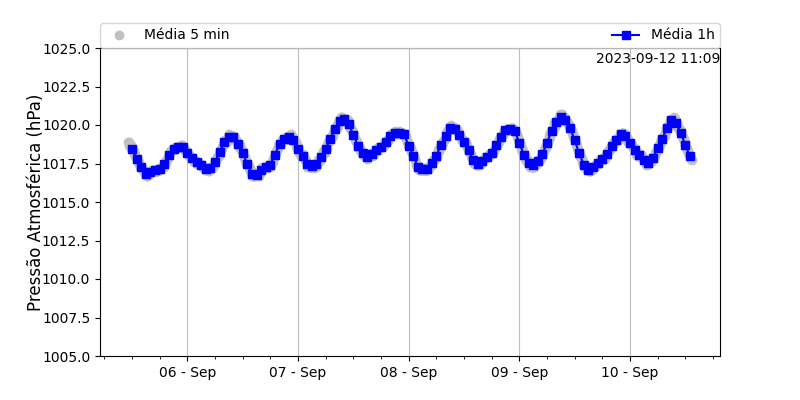 Média 5 min
Média 1h
2023-09-12 11:09
Pressão Atmosférica (hPa)
1025.0
1022.5
1020.0
1017.5
1015.0
1012.5
1010.0
1007.5
1005.0
06 - Sep
07 - Sep
08 - Sep
09 - Sep
10 - Sep